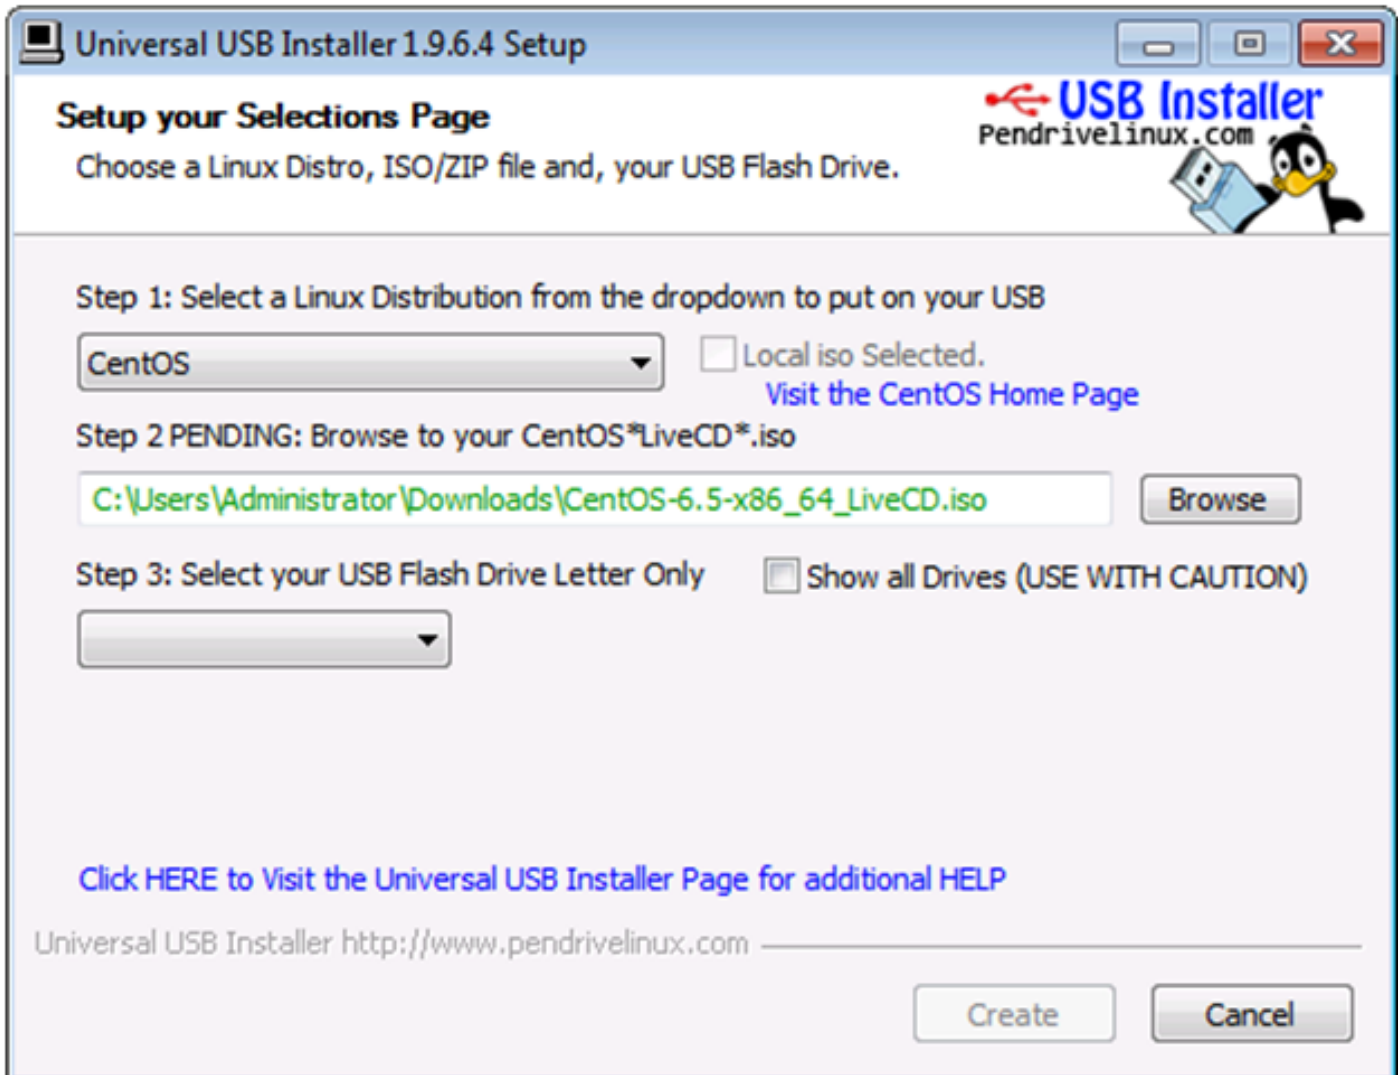 Universal USB Installer 1.9.6.4 Setup
USB Installer
Pendrivelinux.com
Setup your Selections Page
Choose a Linux Distro, ISO/ZIP file and, your USB Flash Drive.
Step 1: Select a Linux Distribution from the dropdown to put on your USB
CentOS
Local iso Selected.
Visit the CentOS Home Page
Step 2 PENDING: Browse to your CentOS*LiveCD*.iso
C:\Users\Administrator\Downloads\CentOS-6.5-x86_64_LiveCD.iso
Browse
Step 3: Select your USB Flash Drive Letter Only
Show all Drives (USE WITH CAUTION)
Click HERE to Visit the Universal USB Installer Page for additional HELP
Universal USB Installer http://www.pendrivelinux.com
Create
Cancel